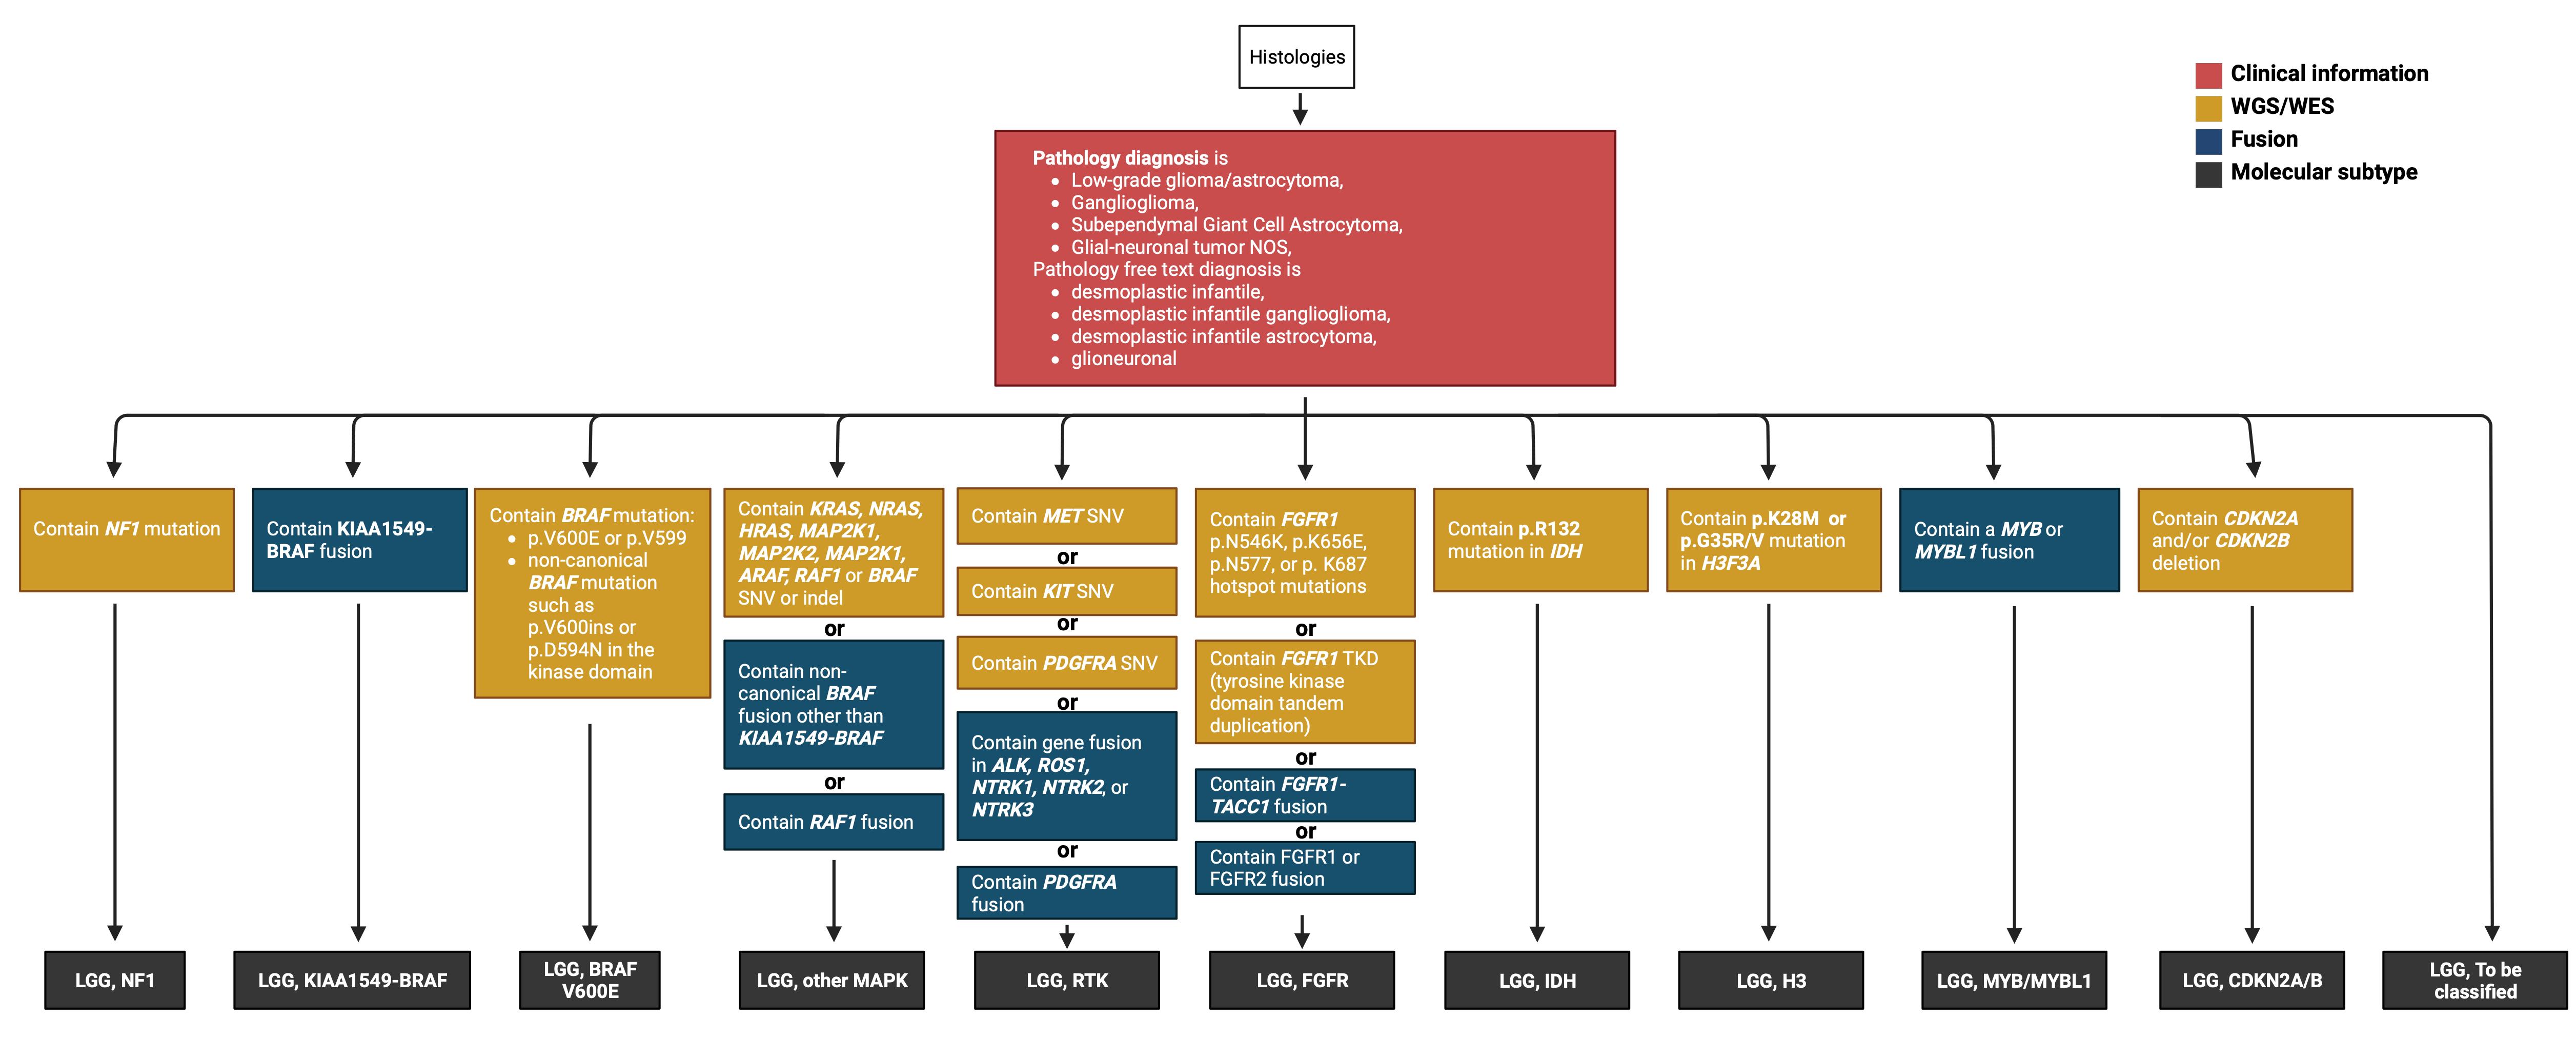 Histologies
Clinical information
WGS/WES
Fusion
Molecular subtype
Pathology diagnosis is
• Low-grade glioma/astrocytoma,
• Ganglioglioma,
• Subependymal Giant Cell Astrocytoma,
• Glial-neuronal tumor NOS,
Pathology free text diagnosis is
• desmoplastic infantile,
• desmoplastic infantile ganglioglioma,
• desmoplastic infantile astrocytoma,
• glioneuronal
Contain NF1 mutation
Contain KIAA1549-
BRAF fusion
Contain BRAF mutation:
• p.V600E or p.V599
• non-canonical
BRAF mutation
such as
p.V600ins or
p.D594N in the
kinase domain
Contain KRAS, NRAS,
HRAS, MAP2K1,
MAP2K2, MAP2K1,
ARAF, RAF1 or BRAF
SNV or indel
or
Contain non-
canonical BRAF
fusion other than
KIAA1549-BRAF
or
Contain RAF1 fusion
Contain MET SNV
or
Contain KIT SNV
or
Contain PDGFRA SNV
or
Contain gene fusion
in ALK, ROS1,
NTRK1, NTRK2, or
NTRK3
or
Contain PDGFRA
fusion
Contain FGFR1
p.N546K, p.K656E,
p.N577, or p. K687
hotspot mutations
or
Contain FGFR1 TKD
(tyrosine kinase
domain tandem
duplication)
or
Contain FGFR1-
TACC1 fusion
or
Contain FGFR1 or
FGFR2 fusion
Contain p.R132
mutation in IDH
Contain p.K28M or
p.G35R/V mutation
in H3F3A
Contain a MYB or
MYBL1 fusion
Contain CDKN2A
and/or CDKN2B
deletion
LGG, NF1
LGG, KIAA1549-BRAF
LGG, BRAF
V600E
LGG, other MAPK
LGG, RTK
LGG, FGFR
LGG, IDH
LGG, H3
LGG, MYB/MYBL1
LGG, CDKN2A/B
LGG, To be
classified